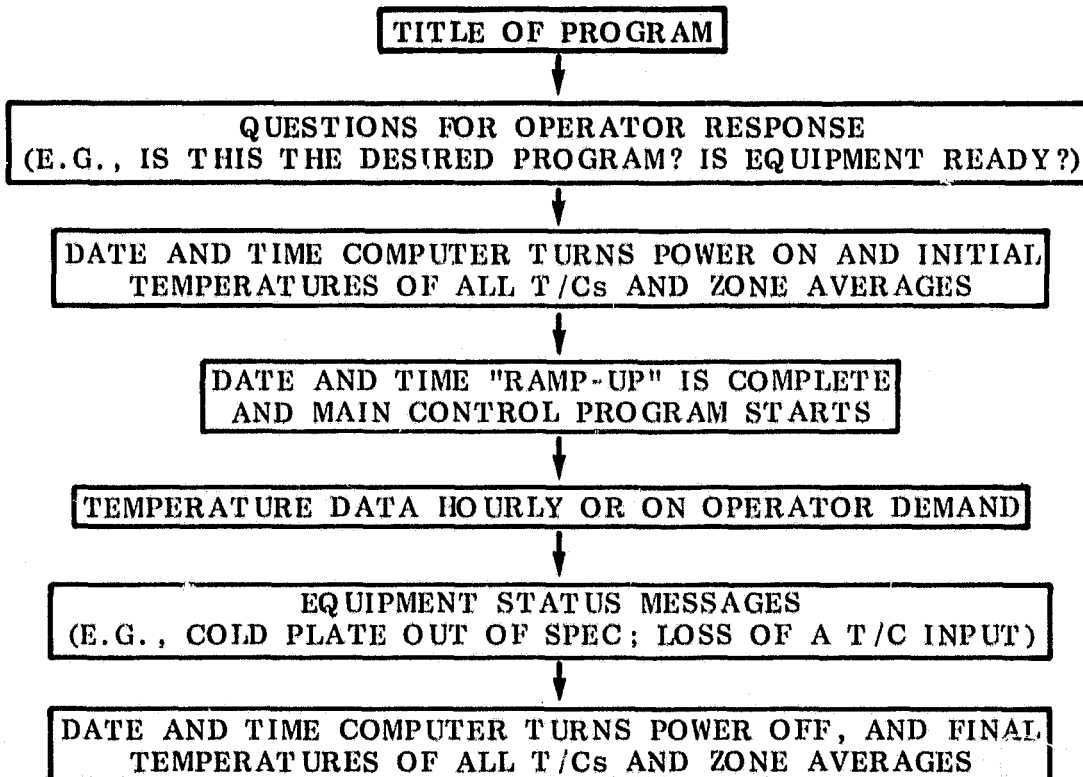 TITLE OF PROGRAM
QUESTIONS FOR OPERATOR RESPONSE
(E.G., IS THIS THE DESIRED PROGRAM? IS EQUIPMENT READY?)
DATE AND TIME COMPUTER TURNS POWER ON AND INITIAL
TEMPERATURES OF ALL T/Cs AND ZONE AVERAGES
DATE AND TIME "RAMP-UP" IS COMPLETE
AND MAIN CONTROL PROGRAM STARTS
TEMPERATURE DATA HOURLY OR ON OPERATOR DEMAND
EQUIPMENT STATUS MESSAGES
(E.G., COLD PLATE OUT OF SPEC; LOSS OF A T/C INPUT)
DATE AND TIME COMPUTER TURNS POWER OFF, AND FINAL
TEMPERATURES OF ALL T/Cs AND ZONE AVERAGES